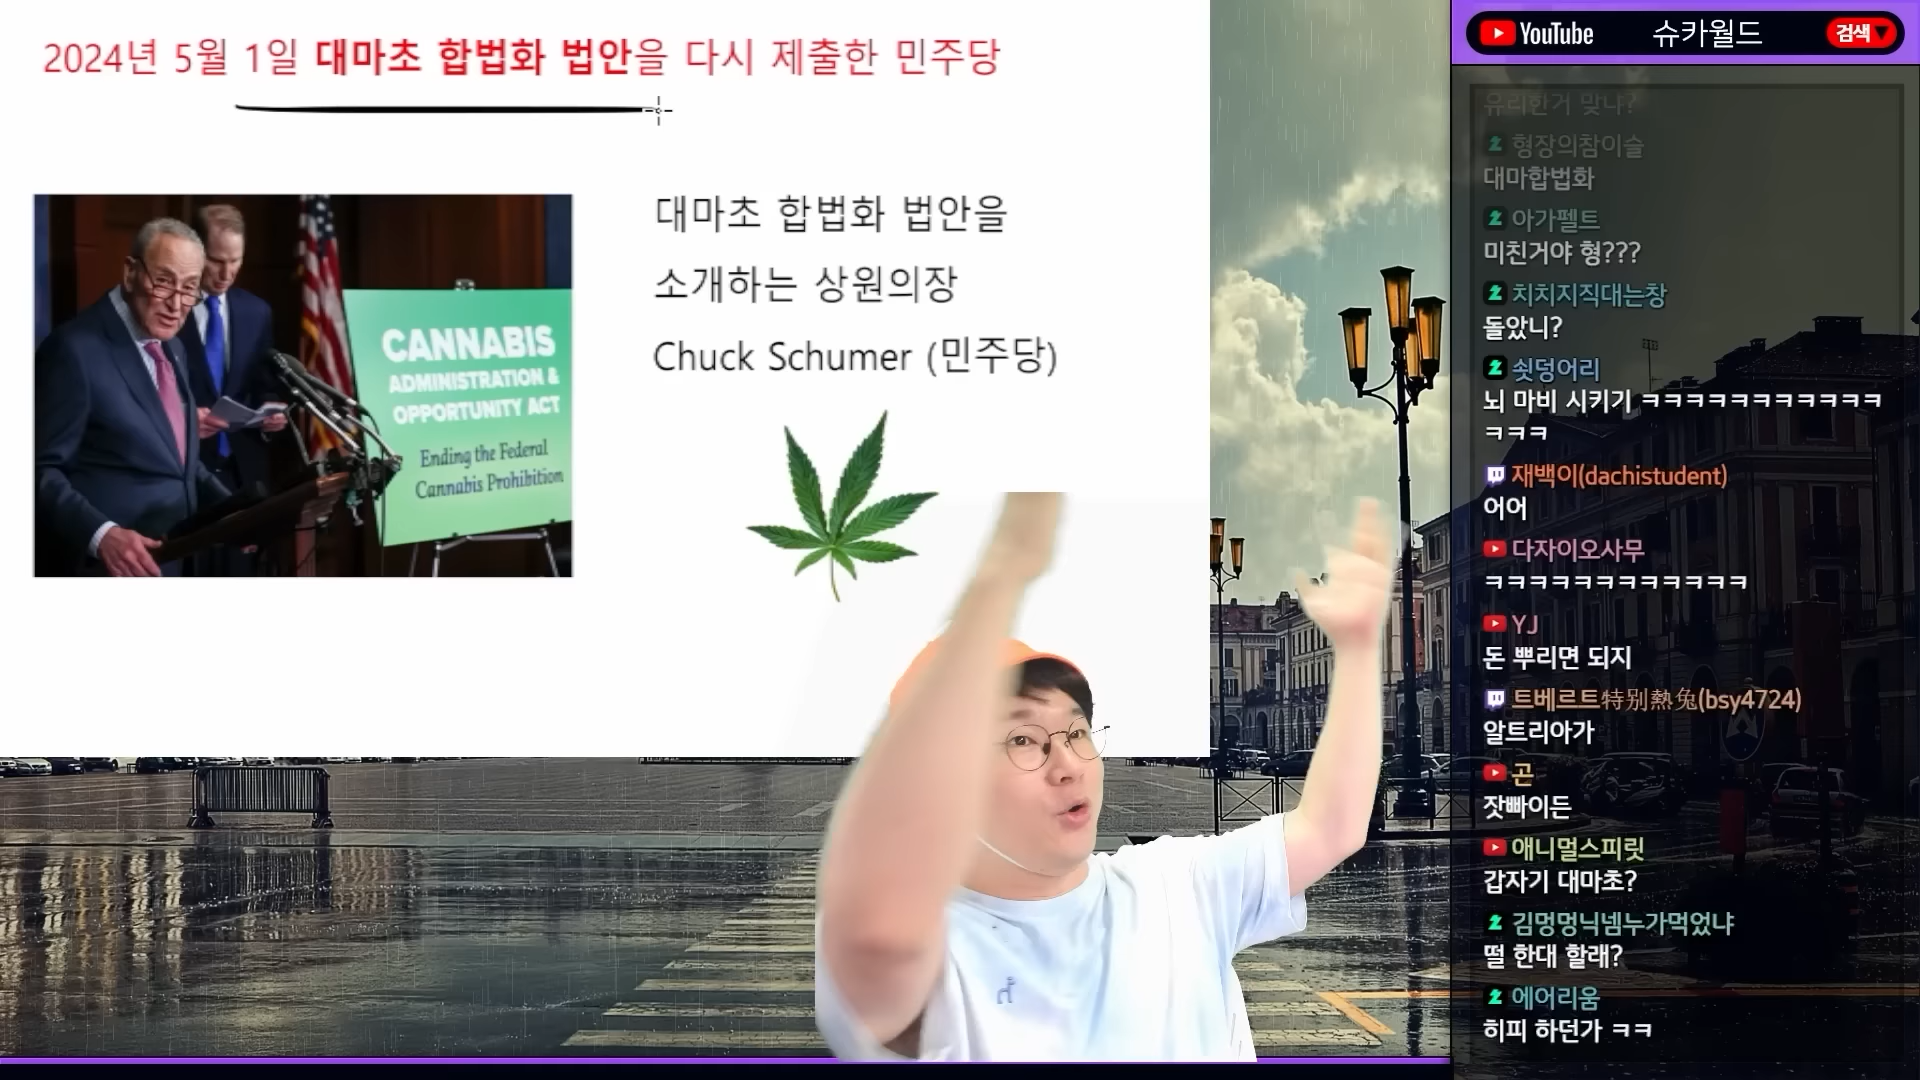 2024년 5월 1일 대마초 합법화 법안을 다시 제출한 민주당
CANNABIS
ADMINISTRATION &
OPPORTUNITY ACT
Ending the Federal
Cannabis Prohibition
대마초 합법화 법안을
소개하는 상원의장
Chuck Schumer (민주당)
YouTube 슈카월드 검색
유리한거 맞냐?
형장의참이슬
대마합법화
아가펠트
미친거야 형???
치치지직대는창
돌았니?
쇳덩어리
뇌 마비 시키기 ㅋㅋㅋㅋㅋㅋㅋㅋㅋㅋㅋ
ㅋㅋㅋ
재백이(dachistudent)
어어
다자이오사무
ㅋㅋㅋㅋㅋㅋㅋㅋㅋㅋㅋㅋ
YJ
돈 뿌리면 되지
트베르트特別熱兔(bsy4724)
알트리아가
곤
잣빠이든
애니멀스피릿
갑자기 대마초?
김멍멍닉넴누가먹었냐
떨 한대 할래?
에어리움
히피 하던가 ㅋㅋ